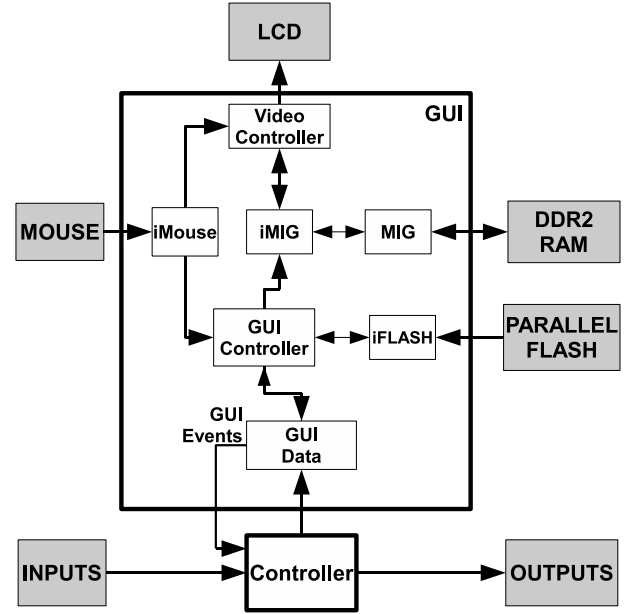 LCD
GUI
Video
Controller
MOUSE
iMouse
iMIG
MIG
DDR2
RAM
GUI
Controller
iFLASH
PARALLEL
FLASH
GUI
Events
GUI
Data
INPUTS
Controller
OUTPUTS